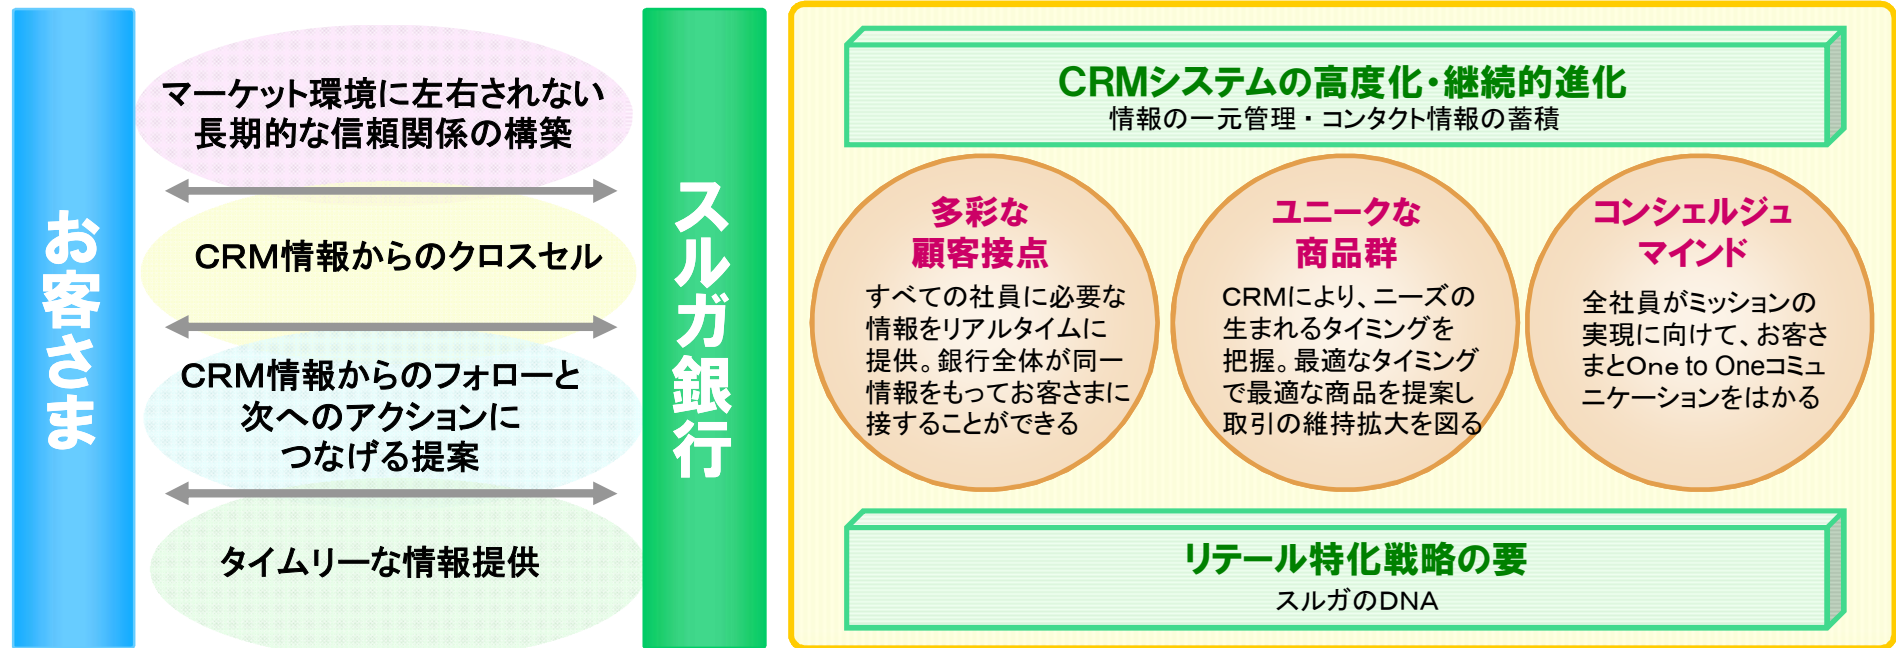 お客さま
マーケット環境に左右されない
長期的な信頼関係の構築
CRM情報からのクロスセル
CRM情報からのフォローと
次へのアクションに
つなげる提案
タイムリーな情報提供
スルガ銀行
CRMシステムの高度化・継続的進化
情報の一元管理・コンタクト情報の蓄積
多彩な
顧客接点
すべての社員に必要な
情報をリアルタイムに
提供。銀行全体が同一
情報をもってお客さまに
接することができる
ユニークな
商品群
CRMにより、ニーズの
生まれるタイミングを
把握。最適なタイミング
で最適な商品を提案し
取引の維持拡大を図る
コンシェルジュ
マインド
全社員がミッションの
実現に向けて、お客さ
まとOne to Oneコミュ
ニケーションをはかる
リテール特化戦略の要
スルガのDNA